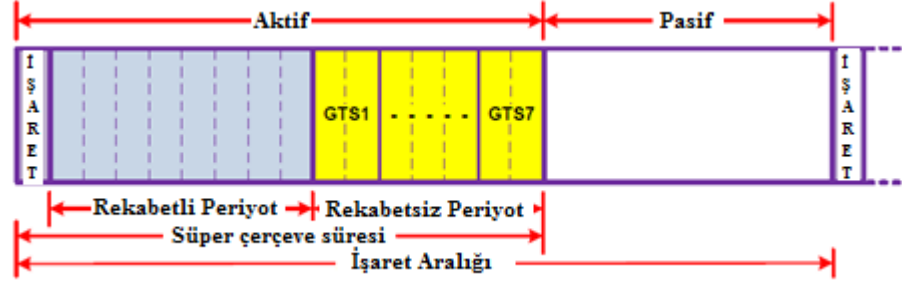 Aktif
Pasif
İŞARET
GTS1
GTS7
İŞARET
Rekabetli Periyot
Rekabetsiz Periyot
Süper çerçeve süresi
İşaret Aralığı